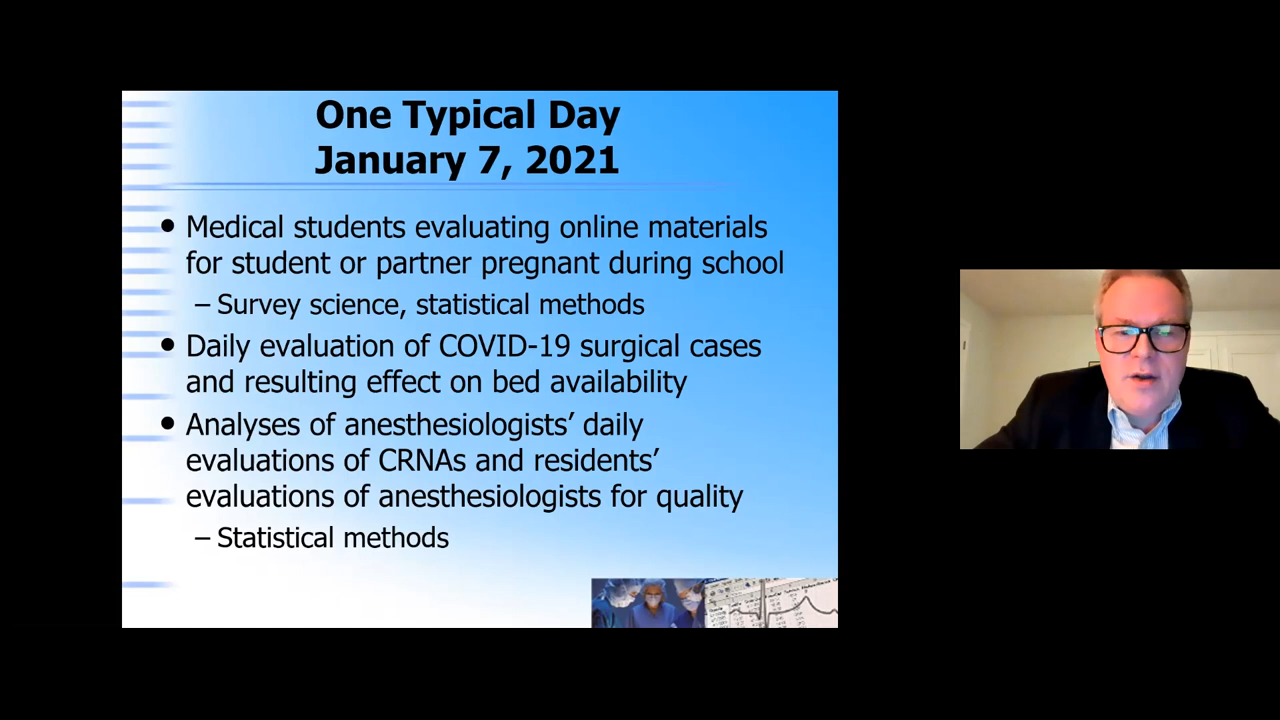 One Typical Day
January 7, 2021
• Medical students evaluating online materials
for student or partner pregnant during school
– Survey science, statistical methods
• Daily evaluation of COVID-19 surgical cases
and resulting effect on bed availability
• Analyses of anesthesiologists’ daily
evaluations of CRNAs and residents’
evaluations of anesthesiologists for quality
– Statistical methods